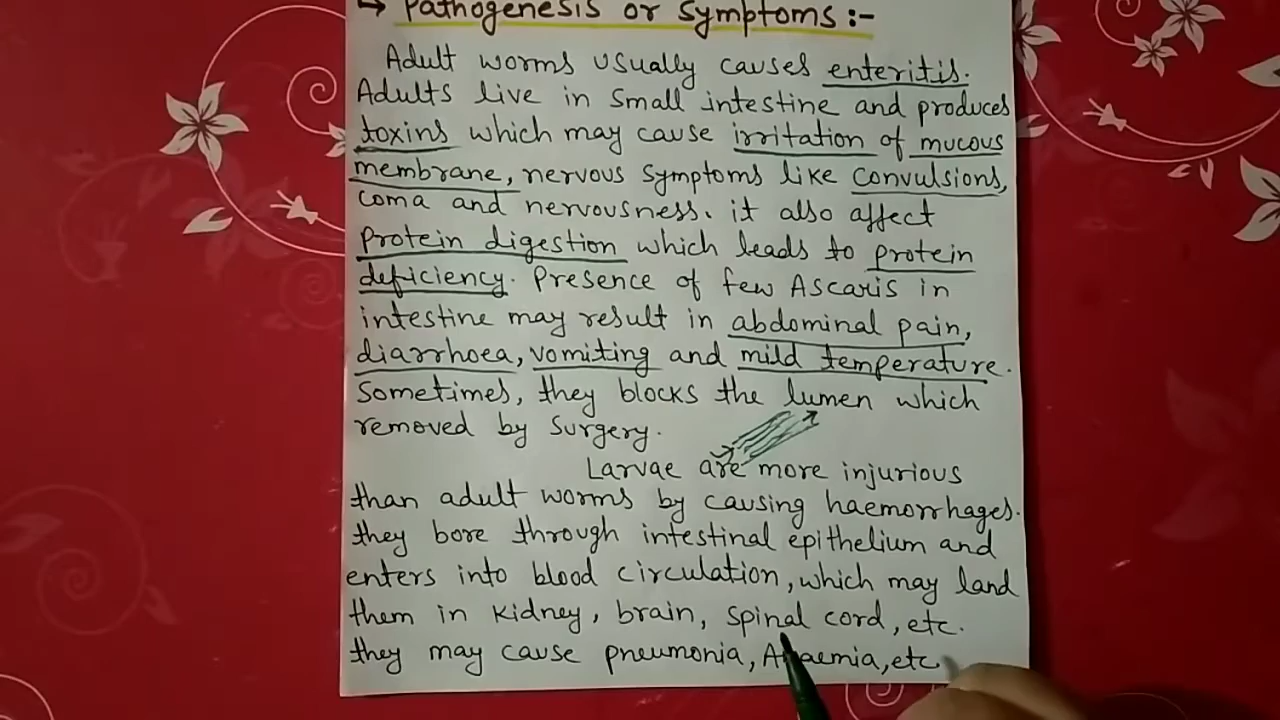 → Pathogenesis or Symptoms :-
Adult worms usually causes enteritis.
Adults live in small intestine and produces
toxins which may cause irritation of mucous
membrane, nervous symptoms like convulsions,
coma and nervousness. it also affect
protein digestion which leads to protein
deficiency. Presence of few Ascaris in
intestine may result in abdominal pain,
diarrhoea, vomiting and mild temperature.
Sometimes, they blocks the lumen which
removed by surgery.
Larvae are more injurious
than adult worms by causing haemorrhages.
they bore through intestinal epithelium and
enters into blood circulation, which may land
them in kidney, brain, spinal cord, etc.
they may cause pneumonia, Anaemia, etc